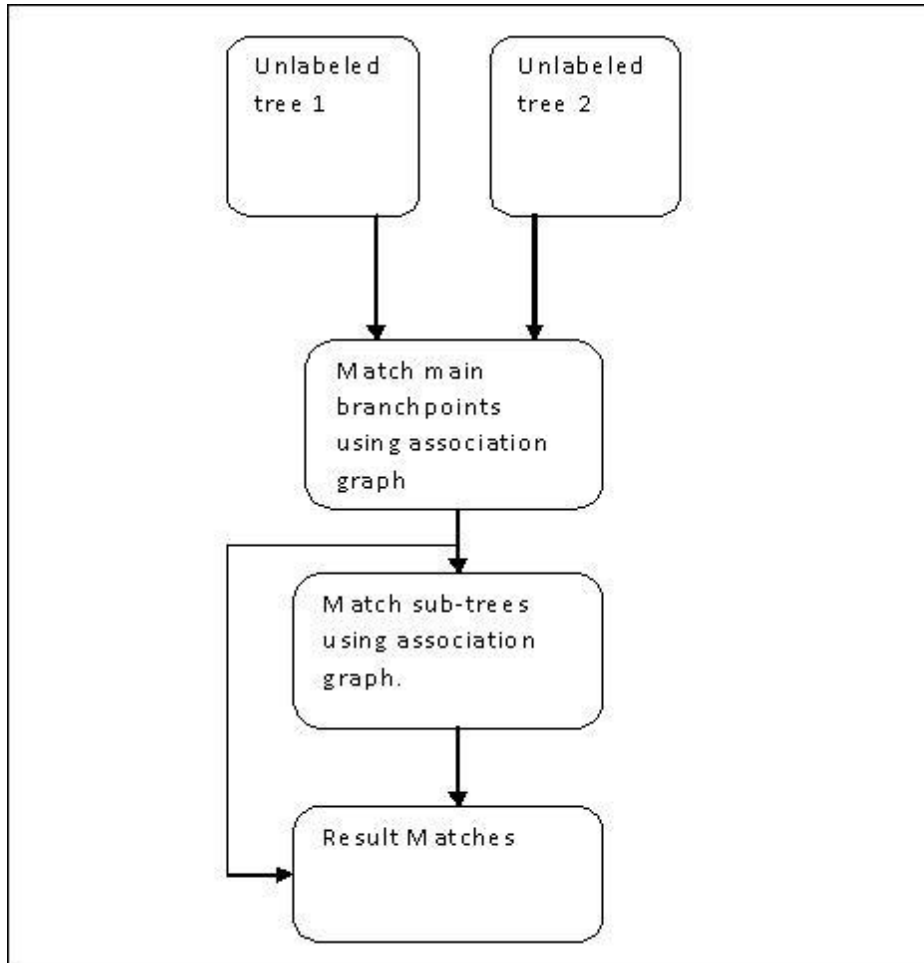 Unlabeled
tree 1
Unlabeled
tree 2
Match main
branchpoints
using association
graph
Match sub-trees
using association
graph.
Result Matches